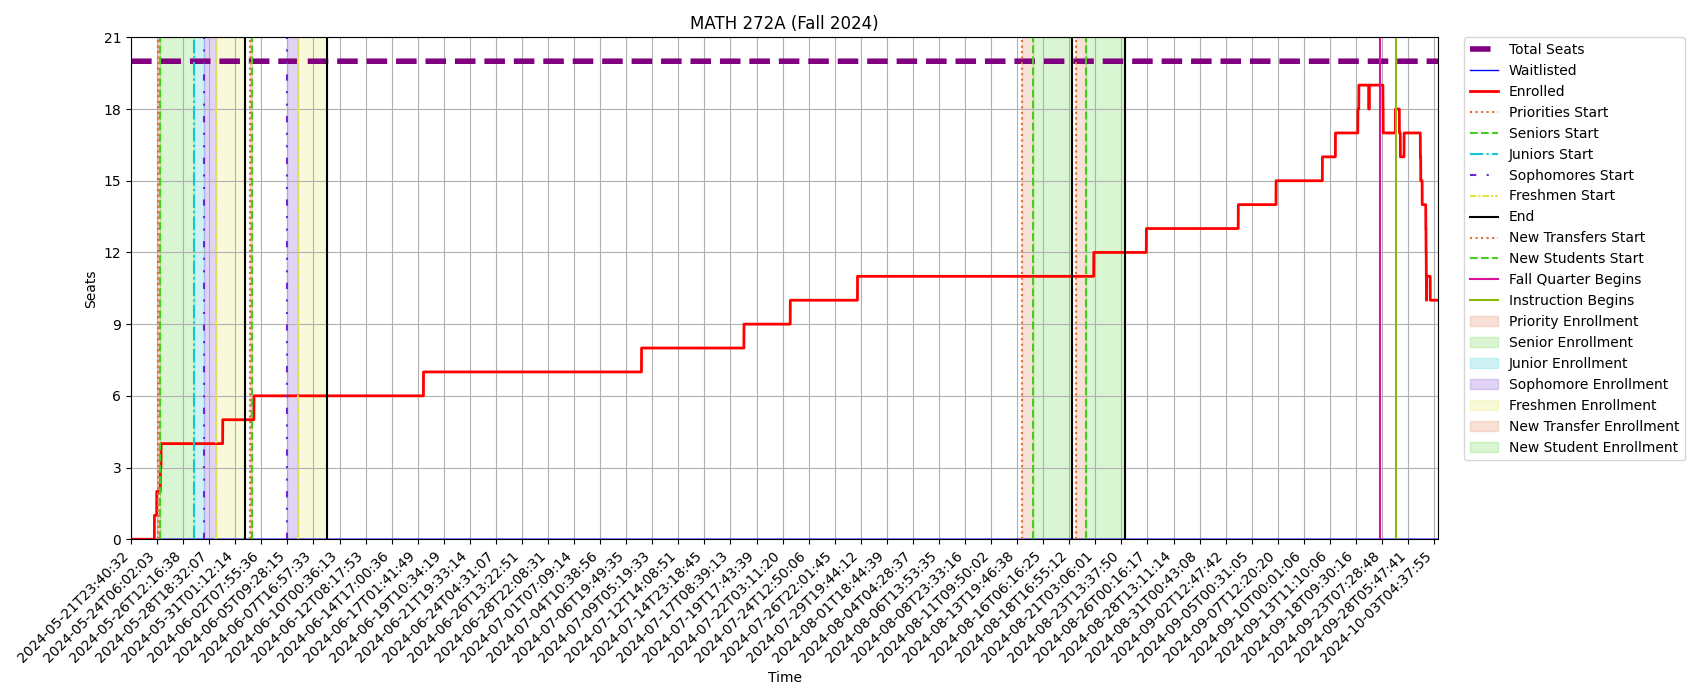 MATH 272A (Fall 2024)
21
18
15
12
9
6
3
0
Seats
2024-05-21T23:40:32
2024-05-24T06:02:03
2024-05-26T12:16:38
2024-05-28T18:32:07
2024-05-31T01:12:14
2024-06-02T07:55:36
2024-06-05T09:28:15
2024-06-07T16:57:33
2024-06-10T00:36:13
2024-06-12T08:17:53
2024-06-14T17:00:36
2024-06-17T01:41:49
2024-06-19T10:34:19
2024-06-21T19:33:14
2024-06-24T04:31:07
2024-06-26T13:22:51
2024-06-28T22:08:31
2024-07-01T07:09:14
2024-07-04T10:38:56
2024-07-06T19:49:35
2024-07-09T05:19:33
2024-07-12T14:08:51
2024-07-14T23:18:45
2024-07-17T08:39:13
2024-07-19T17:43:39
2024-07-22T03:11:20
2024-07-24T12:50:06
2024-07-26T22:01:45
2024-07-29T19:44:12
2024-08-01T18:44:39
2024-08-04T04:28:37
2024-08-06T13:53:35
2024-08-08T23:33:16
2024-08-11T09:50:02
2024-08-13T19:46:38
2024-08-16T06:16:25
2024-08-18T16:55:12
2024-08-21T03:06:01
2024-08-23T13:37:50
2024-08-26T00:16:17
2024-08-28T13:11:14
2024-08-31T00:43:08
2024-09-02T12:47:42
2024-09-05T00:31:05
2024-09-07T12:20:20
2024-09-10T00:01:06
2024-09-13T11:10:06
2024-09-18T09:30:16
2024-09-23T07:28:48
2024-09-28T05:47:41
2024-10-03T04:37:55
Time
Total Seats
Waitlisted
Enrolled
Priorities Start
Seniors Start
Juniors Start
Sophomores Start
Freshmen Start
End
New Transfers Start
New Students Start
Fall Quarter Begins
Instruction Begins
Priority Enrollment
Senior Enrollment
Junior Enrollment
Sophomore Enrollment
Freshmen Enrollment
New Transfer Enrollment
New Student Enrollment